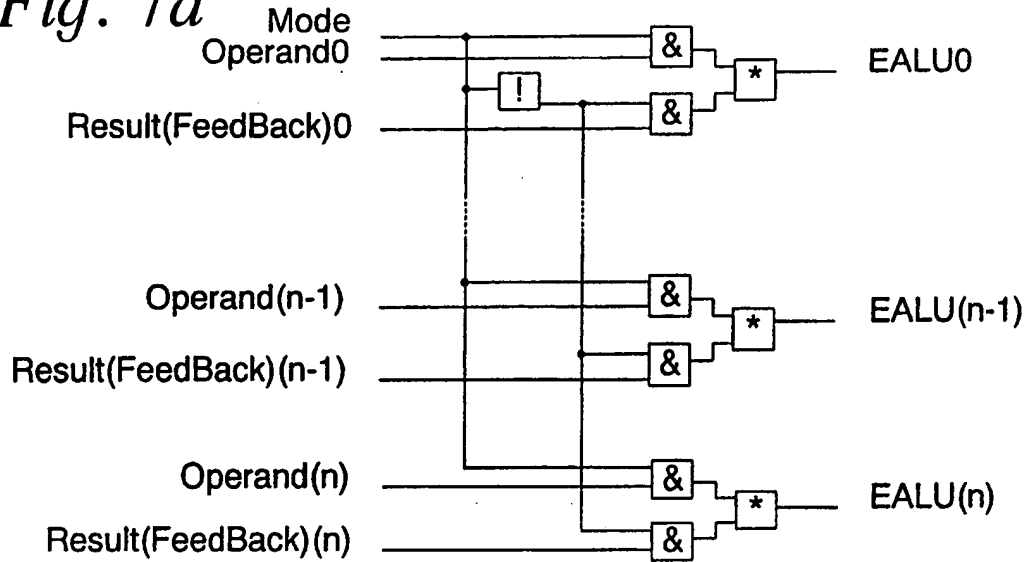 Fig. 7a
Mode
Operand0
&
EALU0
*
!
Result(FeedBack)0
&
Operand(n-1)
&
EALU(n-1)
*
Result(FeedBack)(n-1)
&
Operand(n)
&
EALU(n)
*
Result(FeedBack)(n)
&